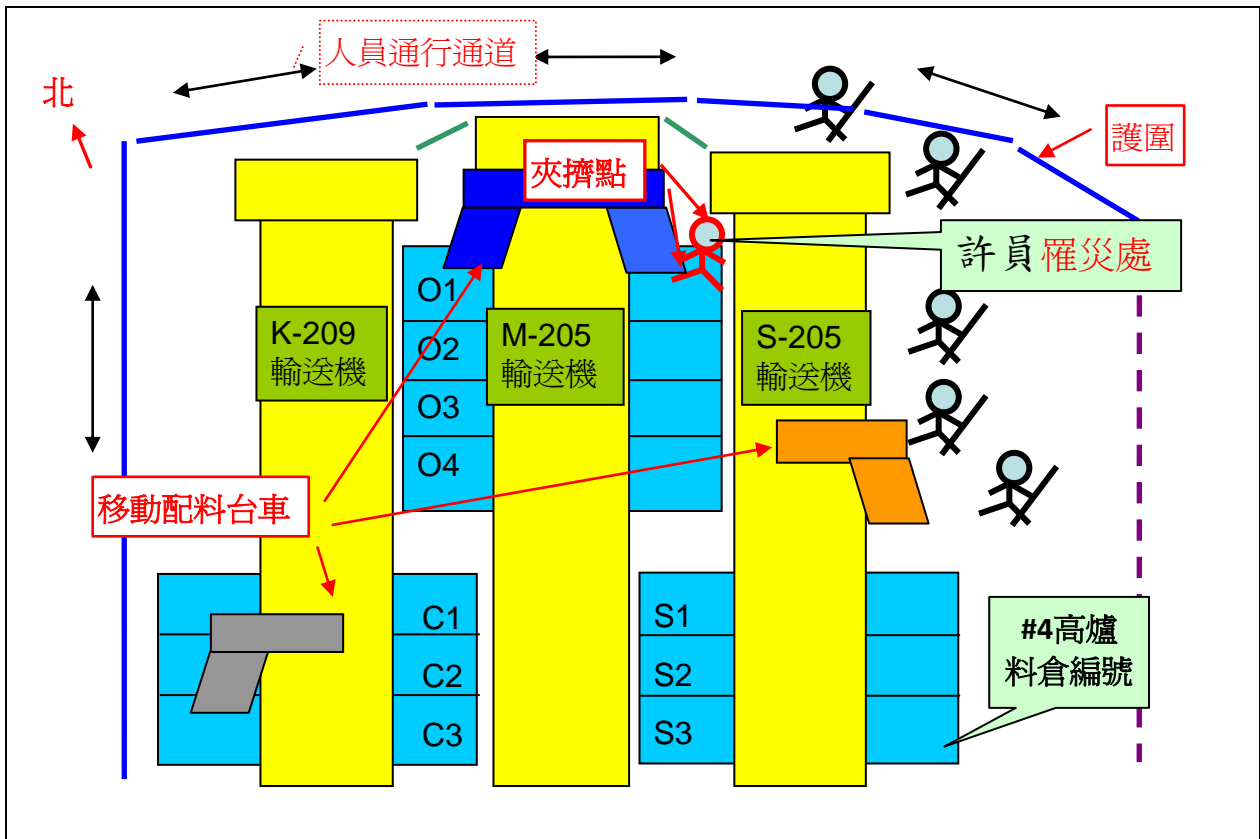 人員通行通道
北
護圍
夾擠點
許員罹災處
O1
K-209
輸送機
M-205
輸送機
S-205
輸送機
O2
O3
O4
移動配料台車
C1
S1
#4高爐
料倉編號
C2
S2
C3
S3